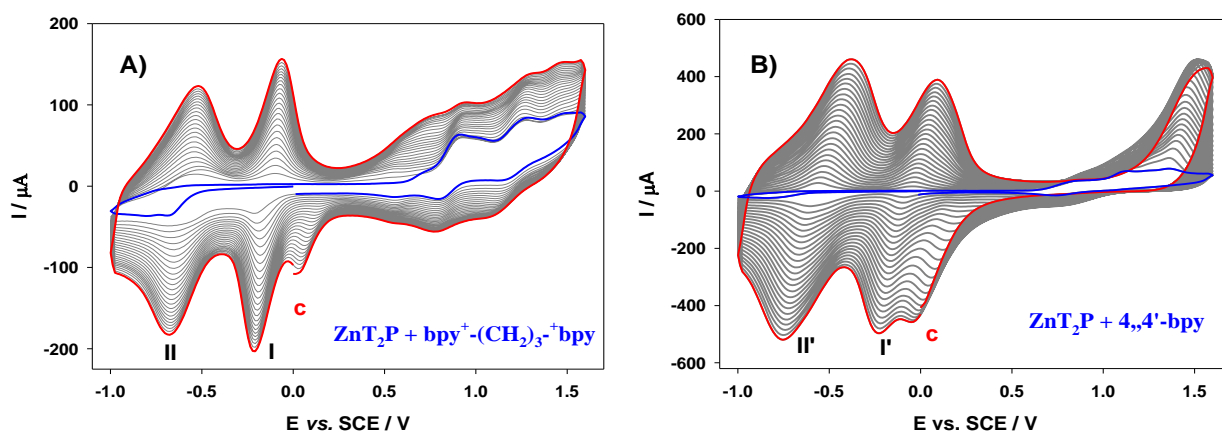 A)
I / µA
200
100
0
-100
-200
II
I
c
ZnT₂P + bpy⁺-(CH₂)₃-⁺bpy
-1.0 -0.5 0.0 0.5 1.0 1.5
E vs. SCE / V
B)
I / µA
600
400
200
0
-200
-400
-600
II'
I'
c
ZnT₂P + 4,,4'-bpy
-1.0 -0.5 0.0 0.5 1.0 1.5
E vs. SCE / V